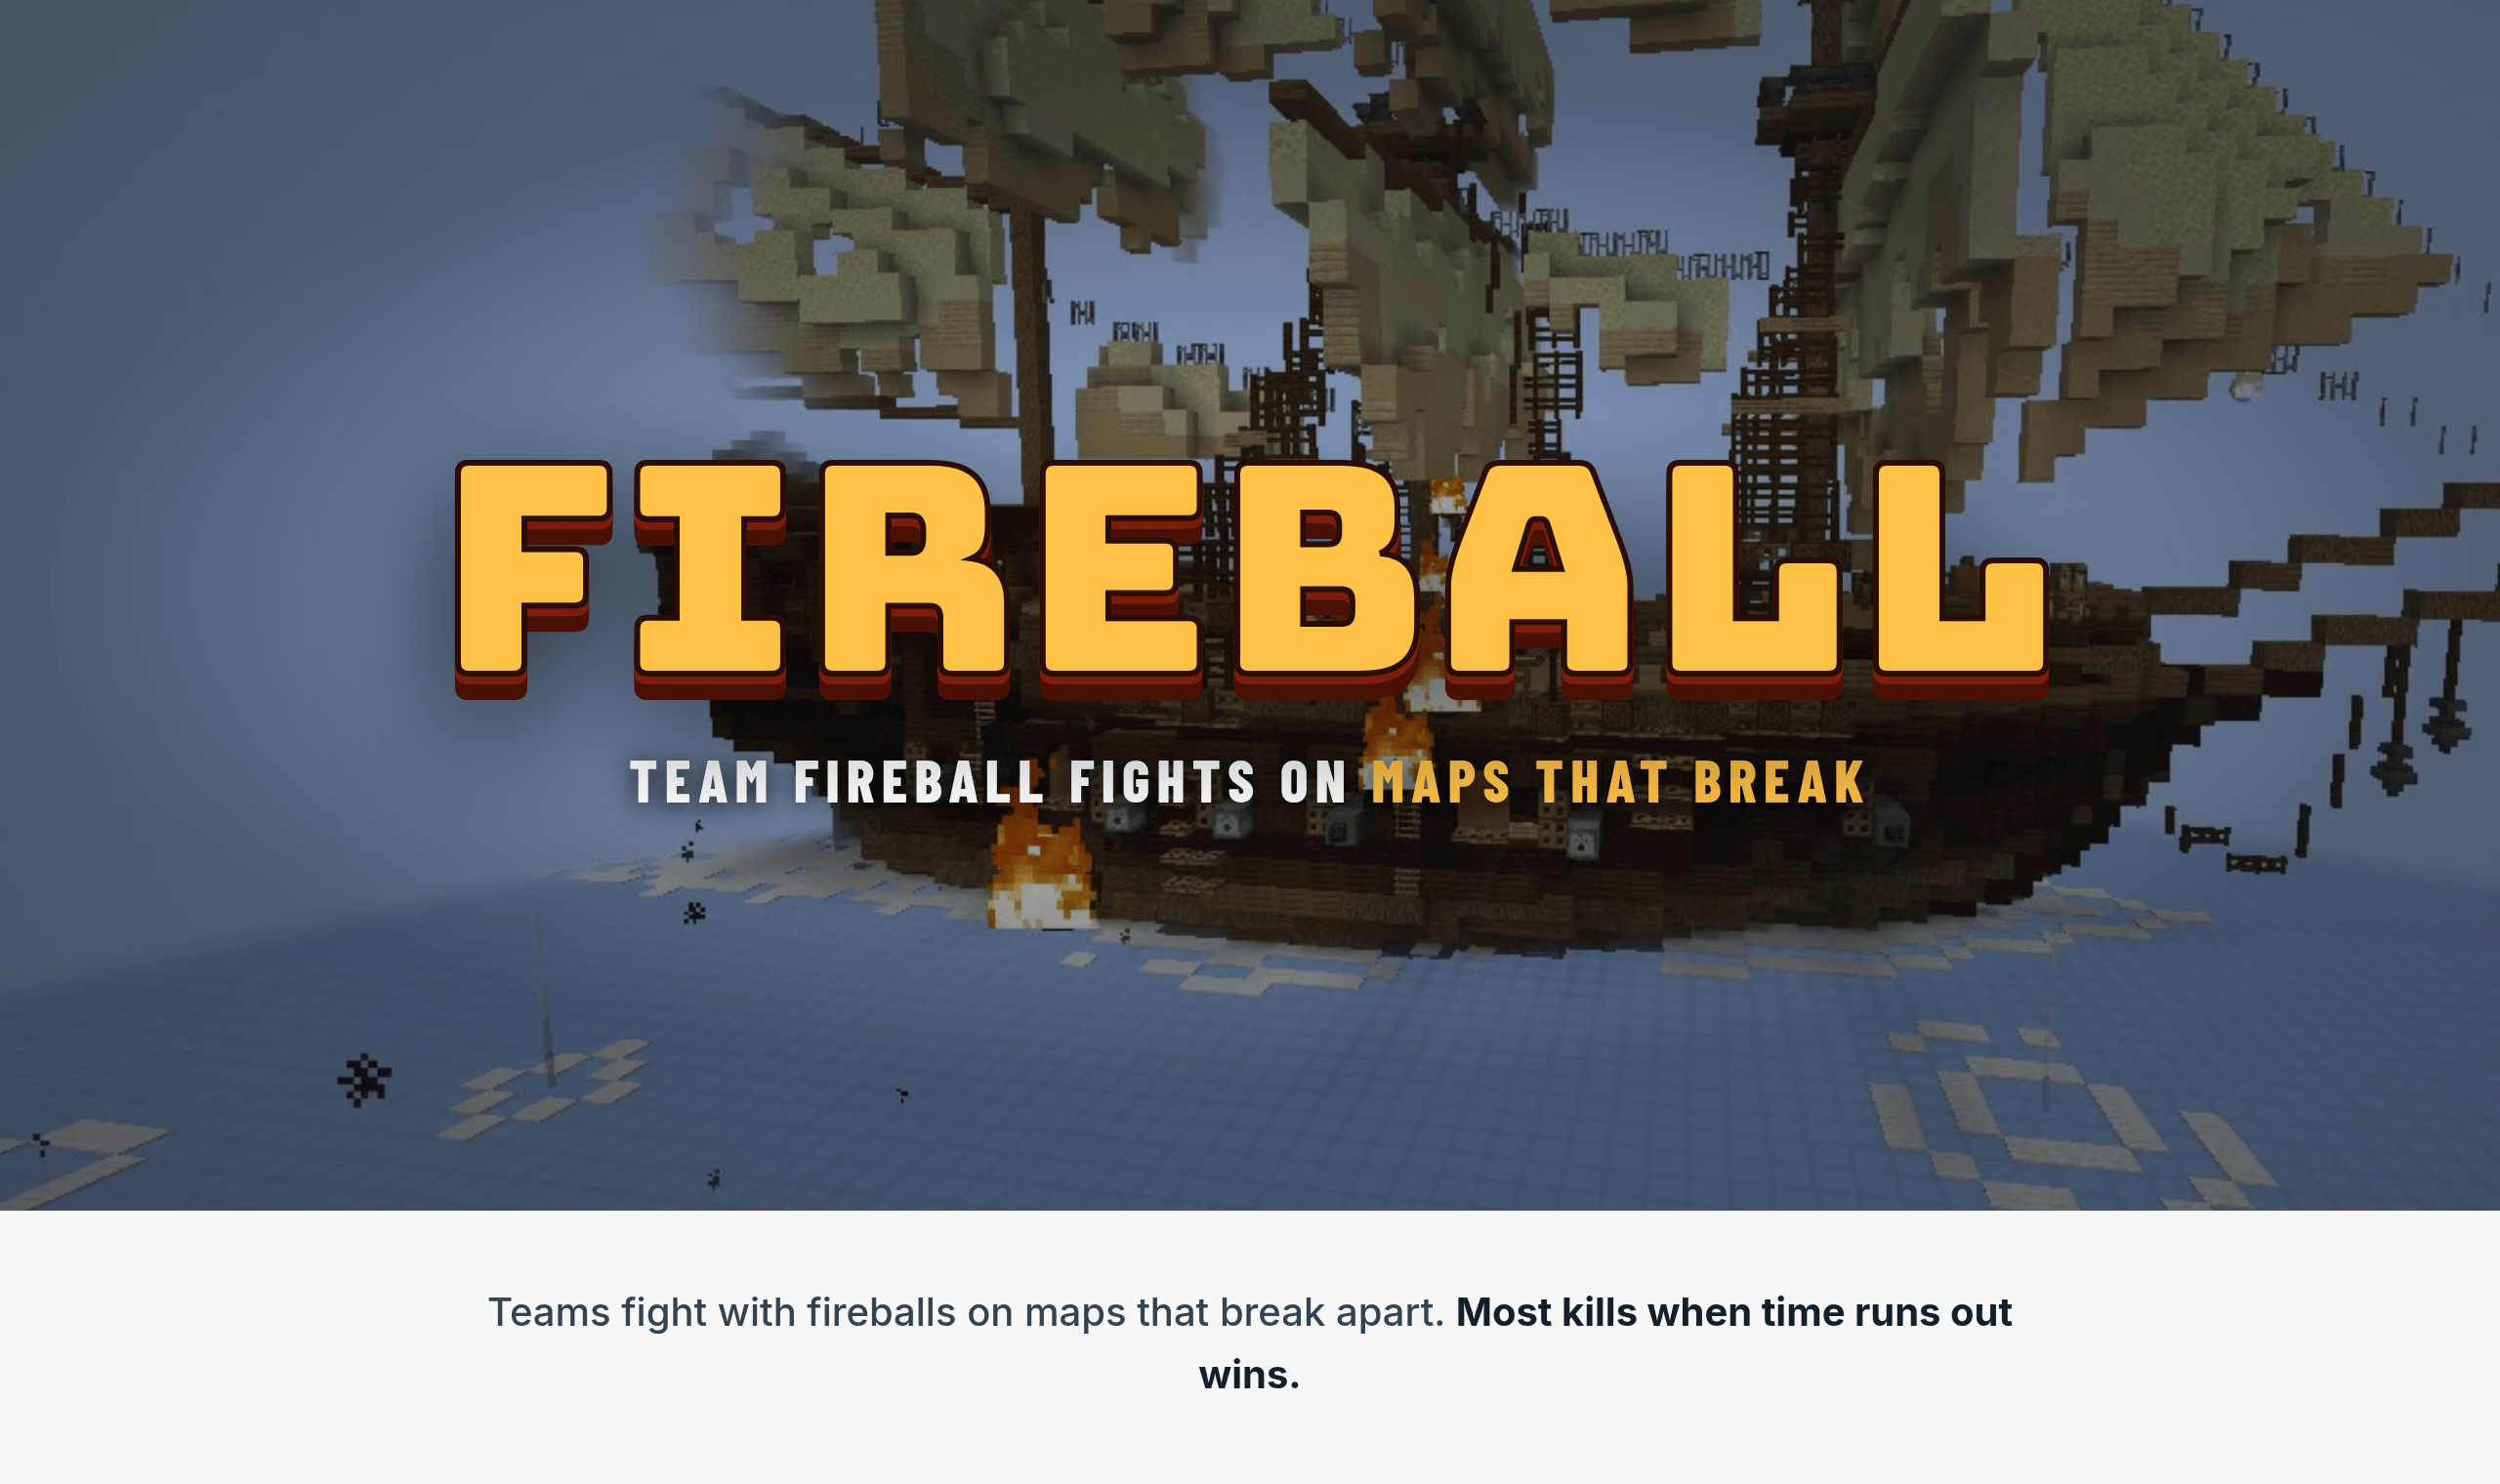 FIREBALL
TEAM FIREBALL FIGHTS ON MAPS THAT BREAK
Teams fight with fireballs on maps that break apart. Most kills when time runs out
wins.